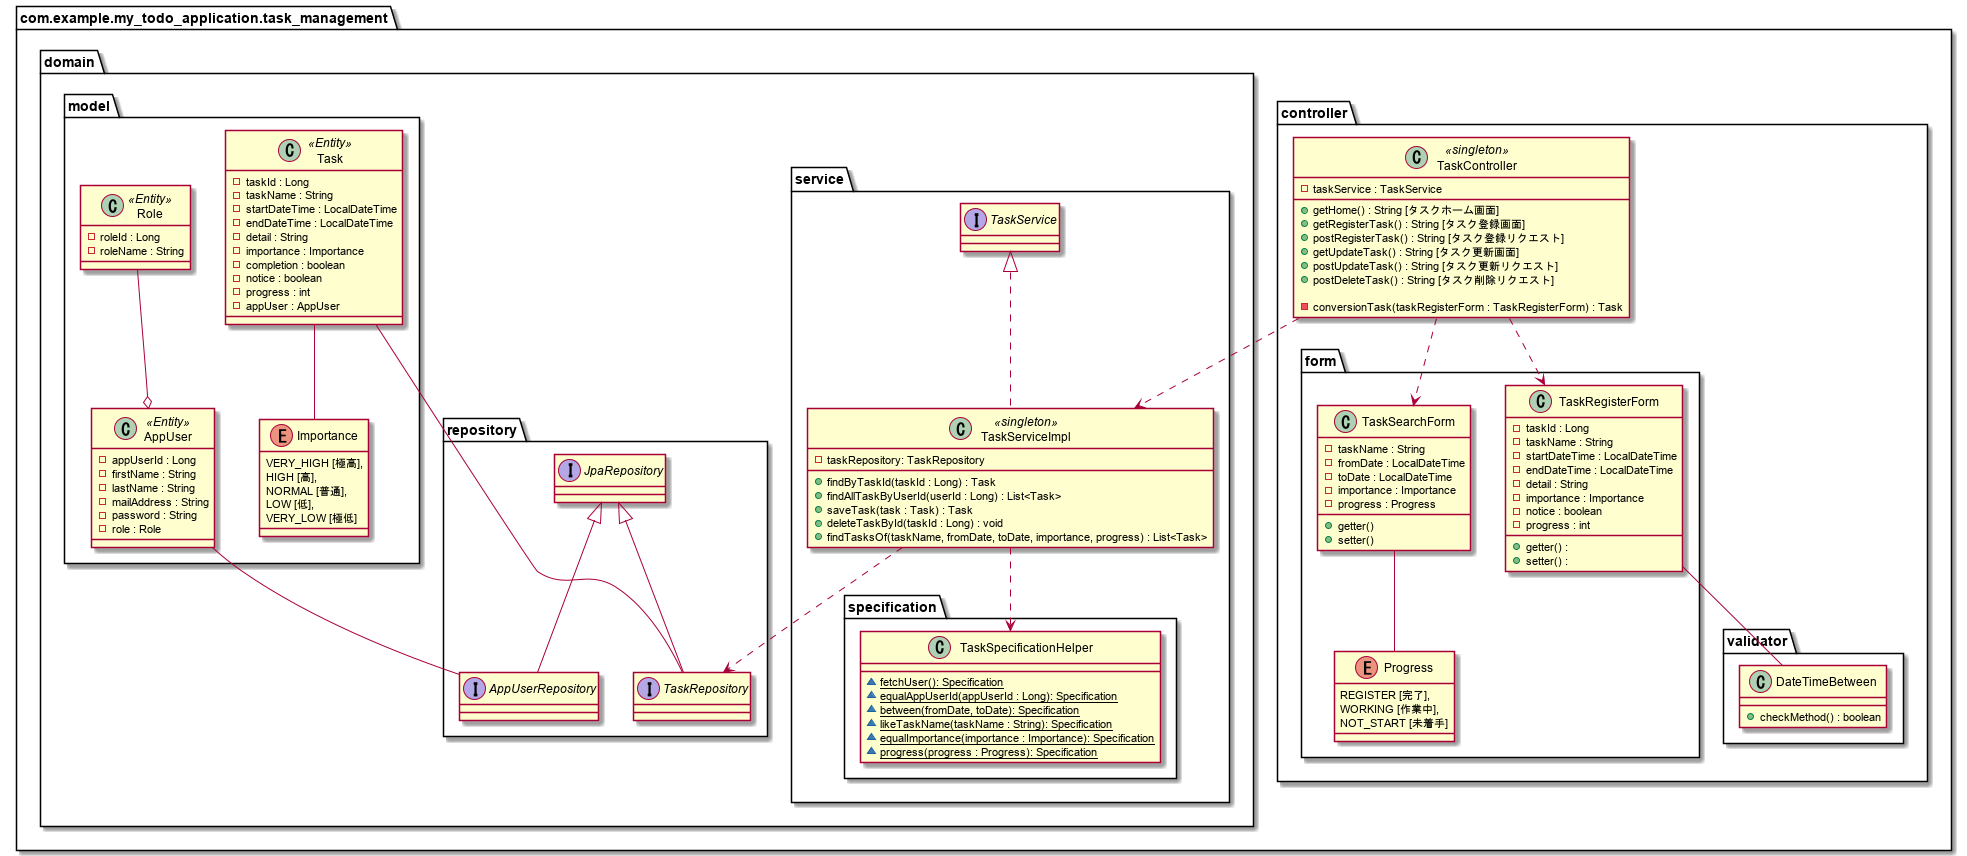 com.example.my_todo_application.task_management
domain
model
«Entity»
Role
roleId : Long
roleName : String
«Entity»
Task
taskId : Long
taskName : String
startDateTime : LocalDateTime
endDateTime : LocalDateTime
detail : String
importance : Importance
completion : boolean
notice : boolean
progress : int
appUser : AppUser
«Entity»
AppUser
appUserId : Long
firstName : String
lastName : String
mailAddress : String
password : String
role : Role
Importance
VERY_HIGH [極高],
HIGH [高],
NORMAL [普通],
LOW [低],
VERY_LOW [極低]
repository
JpaRepository
AppUserRepository
TaskRepository
service
TaskService
«singleton»
TaskServiceImpl
taskRepository: TaskRepository
findByTaskId(taskId : Long) : Task
findAllTaskByUserId(userId : Long) : List<Task>
saveTask(task : Task) : Task
deleteTaskById(taskId : Long) : void
findTasksOf(taskName, fromDate, toDate, importance, progress) : List<Task>
specification
TaskSpecificationHelper
fetchUser(): Specification
equalAppUserId(appUserId : Long): Specification
between(fromDate, toDate): Specification
likeTaskName(taskName : String): Specification
equalImportance(importance : Importance): Specification
progress(progress : Progress): Specification
controller
«singleton»
TaskController
taskService : TaskService
getHome() : String [タスクホーム画面]
getRegisterTask() : String [タスク登録画面]
postRegisterTask() : String [タスク登録リクエスト]
getUpdateTask() : String [タスク更新画面]
postUpdateTask() : String [タスク更新リクエスト]
postDeleteTask() : String [タスク削除リクエスト]
conversionTask(taskRegisterForm : TaskRegisterForm) : Task
form
TaskSearchForm
taskName : String
fromDate : LocalDateTime
toDate : LocalDateTime
importance : Importance
progress : Progress
getter()
setter()
TaskRegisterForm
taskId : Long
taskName : String
startDateTime : LocalDateTime
endDateTime : LocalDateTime
detail : String
importance : Importance
notice : boolean
progress : int
getter() :
setter() :
Progress
REGISTER [完了],
WORKING [作業中],
NOT_START [未着手]
validator
DateTimeBetween
checkMethod() : boolean